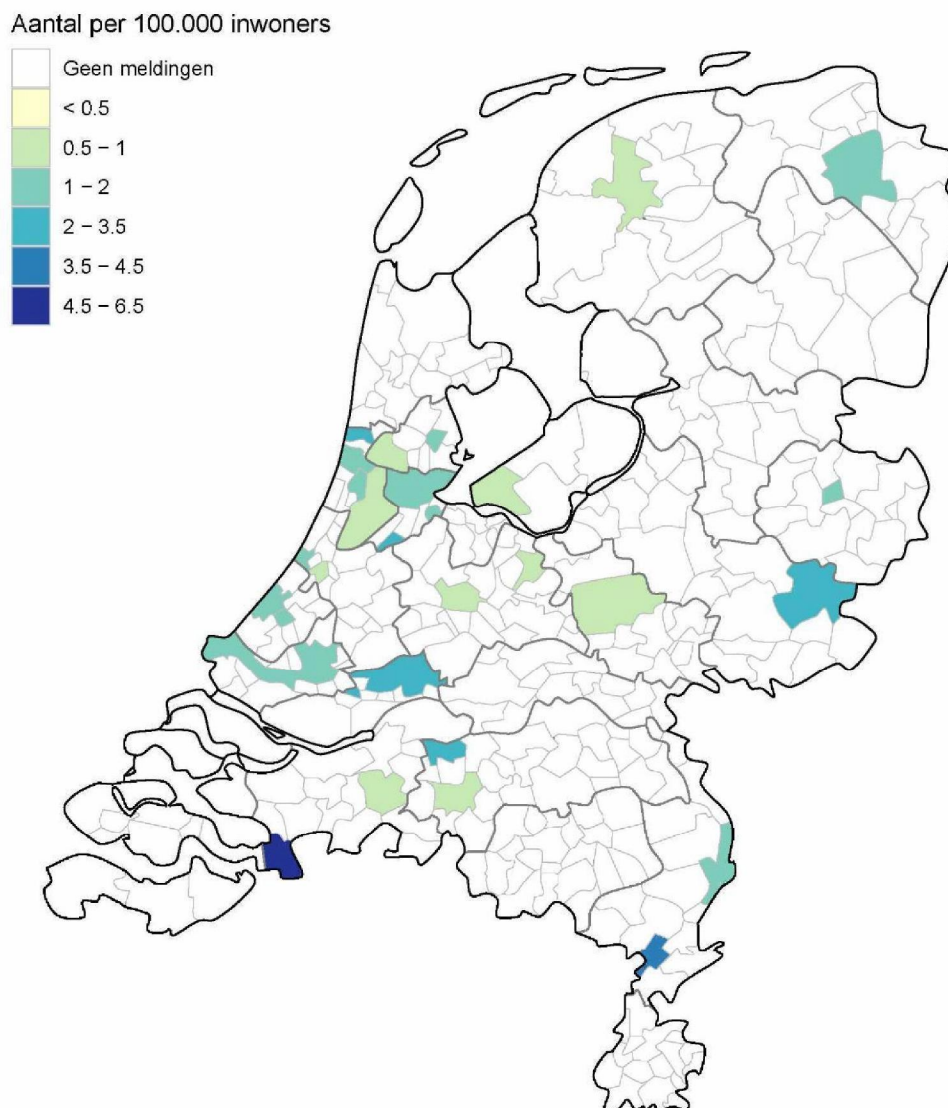 Aantal per 100.000 inwoners
Geen meldingen
< 0.5
0.5 – 1
1 – 2
2 – 3.5
3.5 – 4.5
4.5 – 6.5